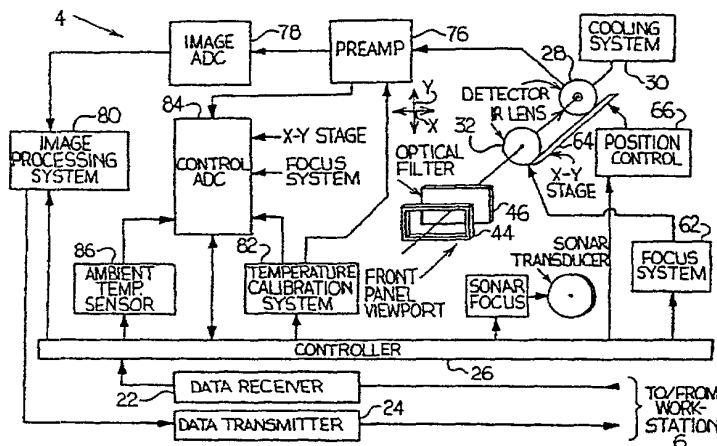 4
IMAGE
ADC
78
PREAMP
76
28
COOLING
SYSTEM
30
Y
X
DETECTOR
IR LENS
32
64
66
POSITION
CONTROL
X-Y
STAGE
80
IMAGE
PROCESSING
SYSTEM
84
CONTROL
ADC
X-Y STAGE
FOCUS
SYSTEM
OPTICAL
FILTER
46
44
FRONT
PANEL
VIEWPORT
86
AMBIENT
TEMP.
SENSOR
82
TEMPERATURE
CALIBRATION
SYSTEM
SONAR
TRANSDUCER
SONAR
FOCUS
62
FOCUS
SYSTEM
CONTROLLER
26
22
DATA RECEVER
DATA TRANSMITTER
24
TO/FROM
WORK-
STATION
6